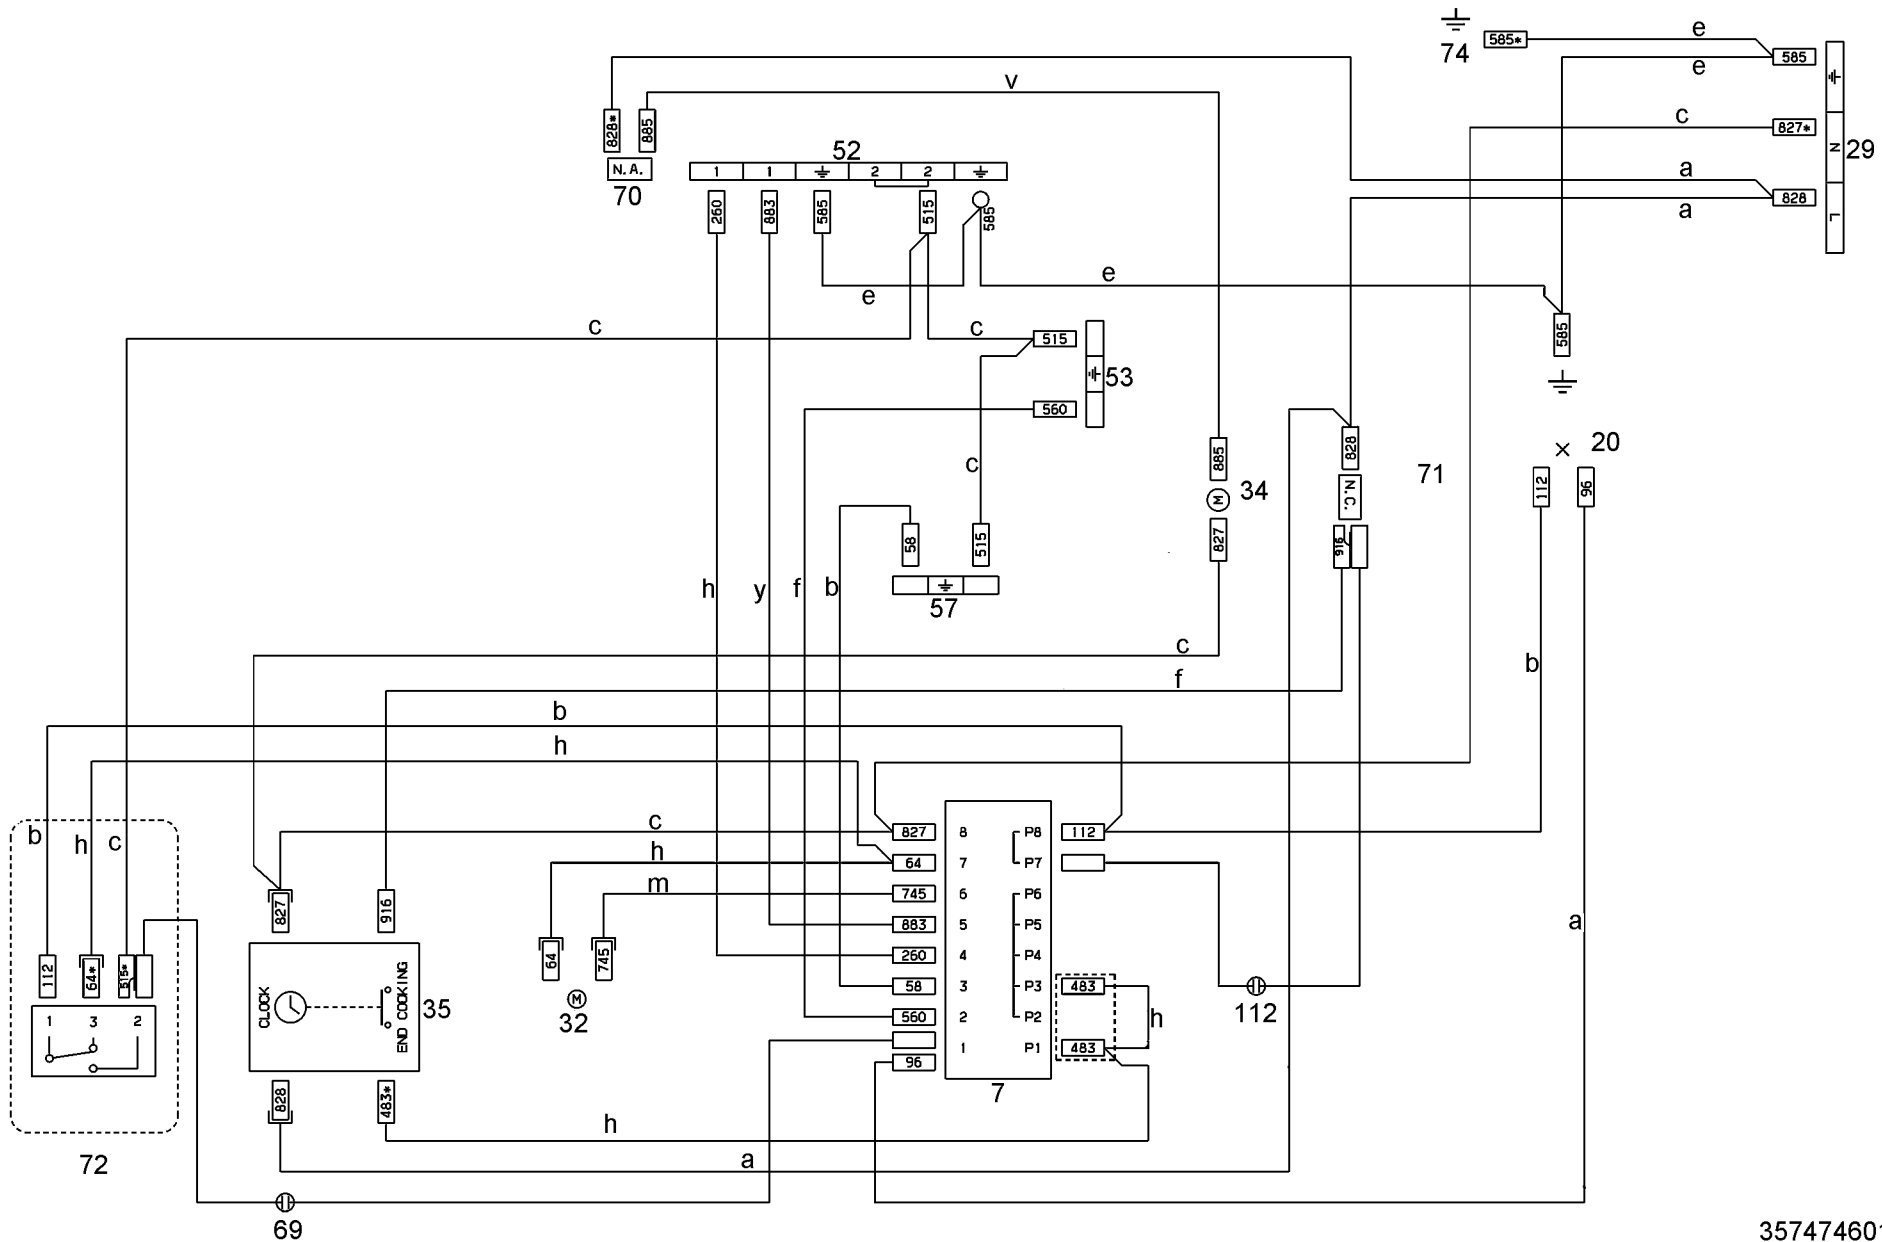 74
585*
e
e
585
v
828*
885
N.A.
70
52
1
1
2
2
260
883
585
515
585
c
827*
N
29
a
828
a
L
e
e
585
c
c
515
53
560
c
20
112
96
71
828
N.C.
916
885
M
34
827
58
515
57
h
y
f
b
c
f
b
h
b
a
b
h
c
c
h
m
827
64
745
883
260
58
560
96
8
7
6
5
4
3
2
1
P8
P7
P6
P5
P4
P3
P2
P1
112
483
483
h
7
112
827
916
CLOCK
END COOKING
35
828
483*
64
745
M
32
112
64*
515*
1
3
2
72
h
a
69
357474601